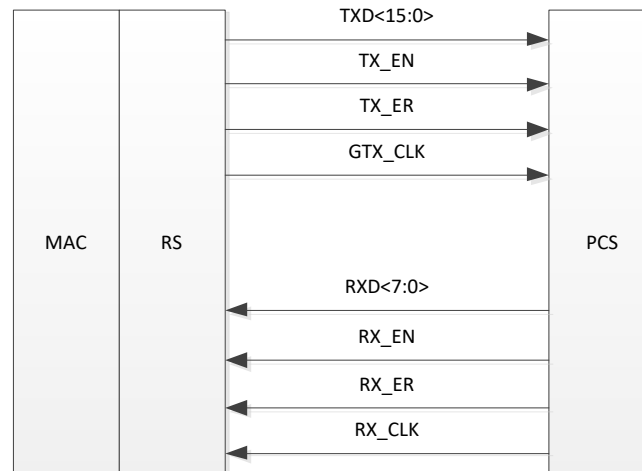 TXD<15:0>
TX_EN
TX_ER
GTX_CLK
MAC
RS
PCS
RXD<7:0>
RX_EN
RX_ER
RX_CLK